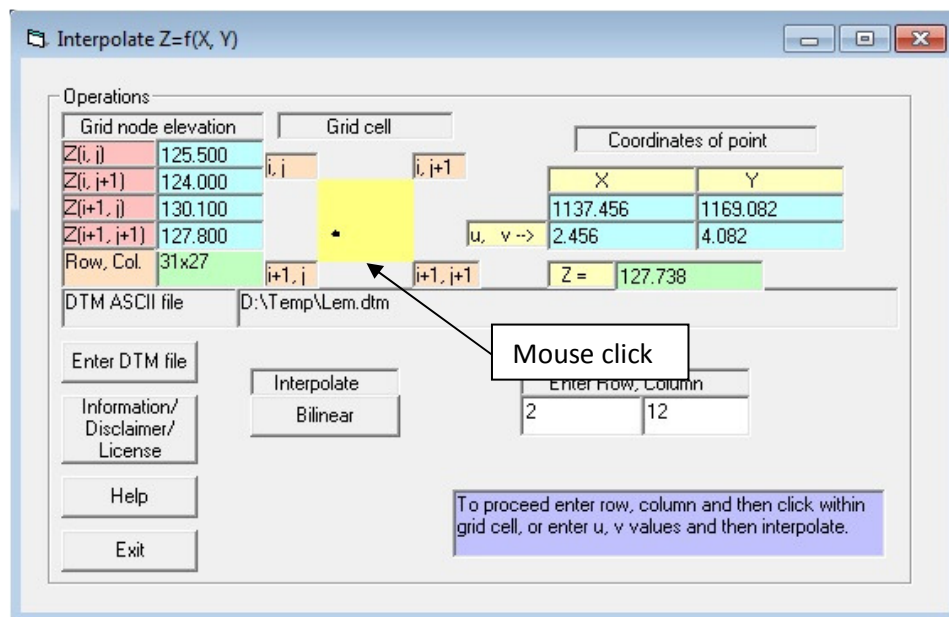 Interpolate Z=f(X, Y)
Operations
Grid node elevation
Grid cell
Coordinates of point
Z(i, j) 125.500
Z(i, j+1) 124.000
Z(i+1, j) 130.100
Z(i+1, j+1) 127.800
Row, Col. 31x27
i, j
i, j+1
i+1, j
i+1, j+1
X Y
1137.456 1169.082
u, v --> 2.456 4.082
Z = 127.738
DTM ASCII file D:\Temp\Lem.dtm
Mouse click
Enter DTM file
Interpolate
Enter Row, Column
Bilinear
2 12
Information/
Disclaimer/
License
Help
To proceed enter row, column and then click within
grid cell, or enter u, v values and then interpolate.
Exit